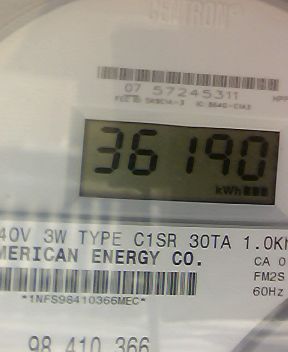 CENTRON
07 57245311
36190
kWh
40V 3W TYPE C1SR 30TA 1.0K
MERICAN ENERGY CO.
CA 0
FM2S
60Hz
*1NFS98410366MEC*
98 410 366